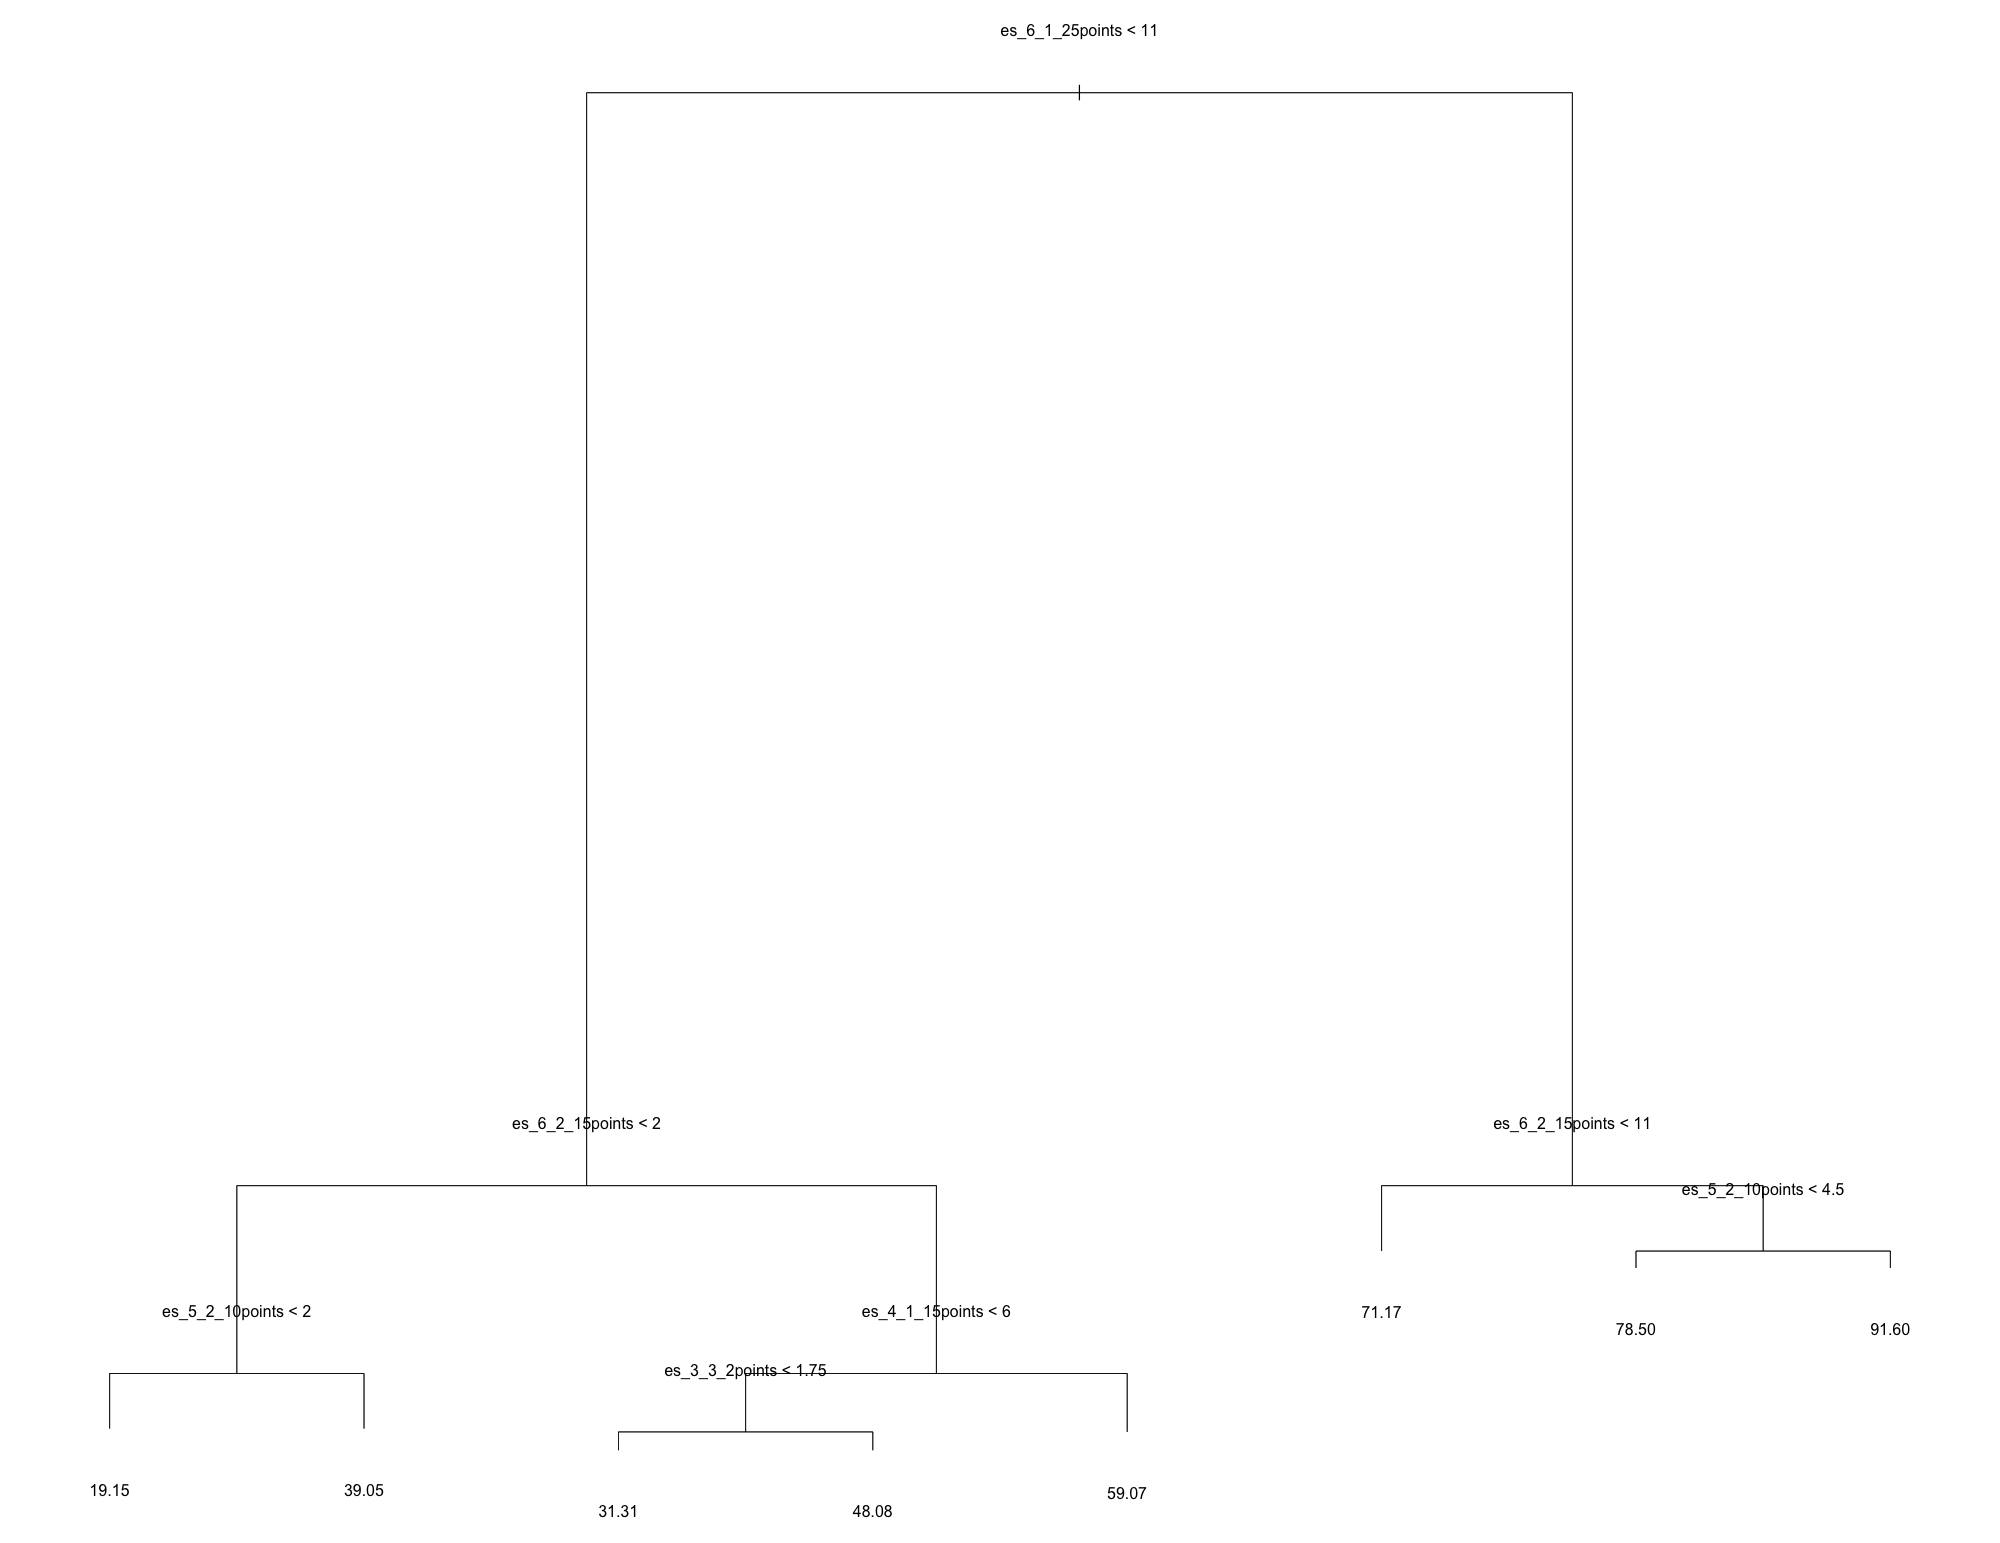 es_6_1_25points < 11
es_6_2_15points < 2
es_6_2_15points < 11
es_5_2_10points < 4.5
es_5_2_10points < 2
es_4_1_15points < 6
71.17
78.50
91.60
es_3_3_2points < 1.75
19.15
39.05
59.07
31.31
48.08